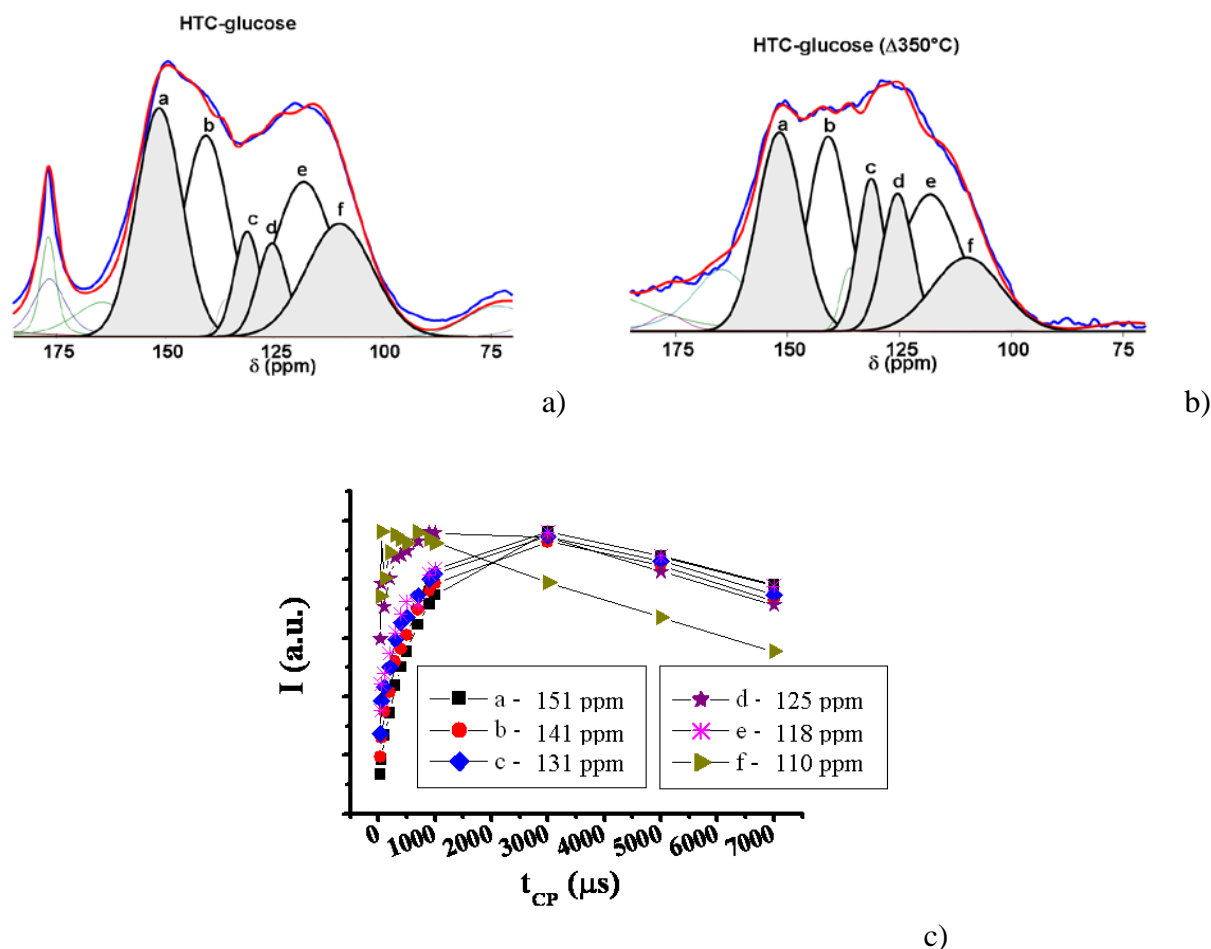 HTC-glucose
a
b
c
d
e
f
175
150
125
100
75
δ (ppm)
a)
HTC-glucose (Δ350°C)
a
b
c
d
e
f
175
150
125
100
75
δ (ppm)
b)
I (a.u.)
a - 151 ppm
b - 141 ppm
c - 131 ppm
d - 125 ppm
e - 118 ppm
f - 110 ppm
0
1000
2000
3000
4000
5000
6000
7000
t_CP (μs)
c)